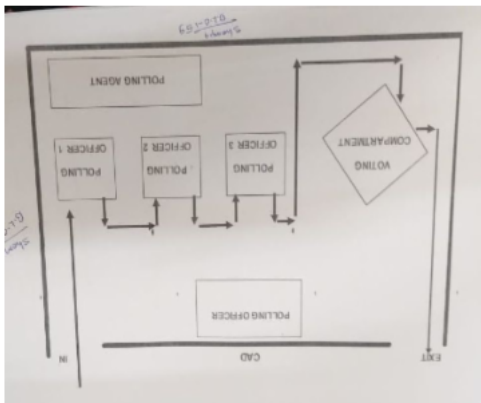 EXIT
CAD
IN
POLLING OFFICER
VOTING
COMPARTMENT
POLLING
OFFICER 3
POLLING
OFFICER 2
POLLING
OFFICER 1
POLLING AGENT